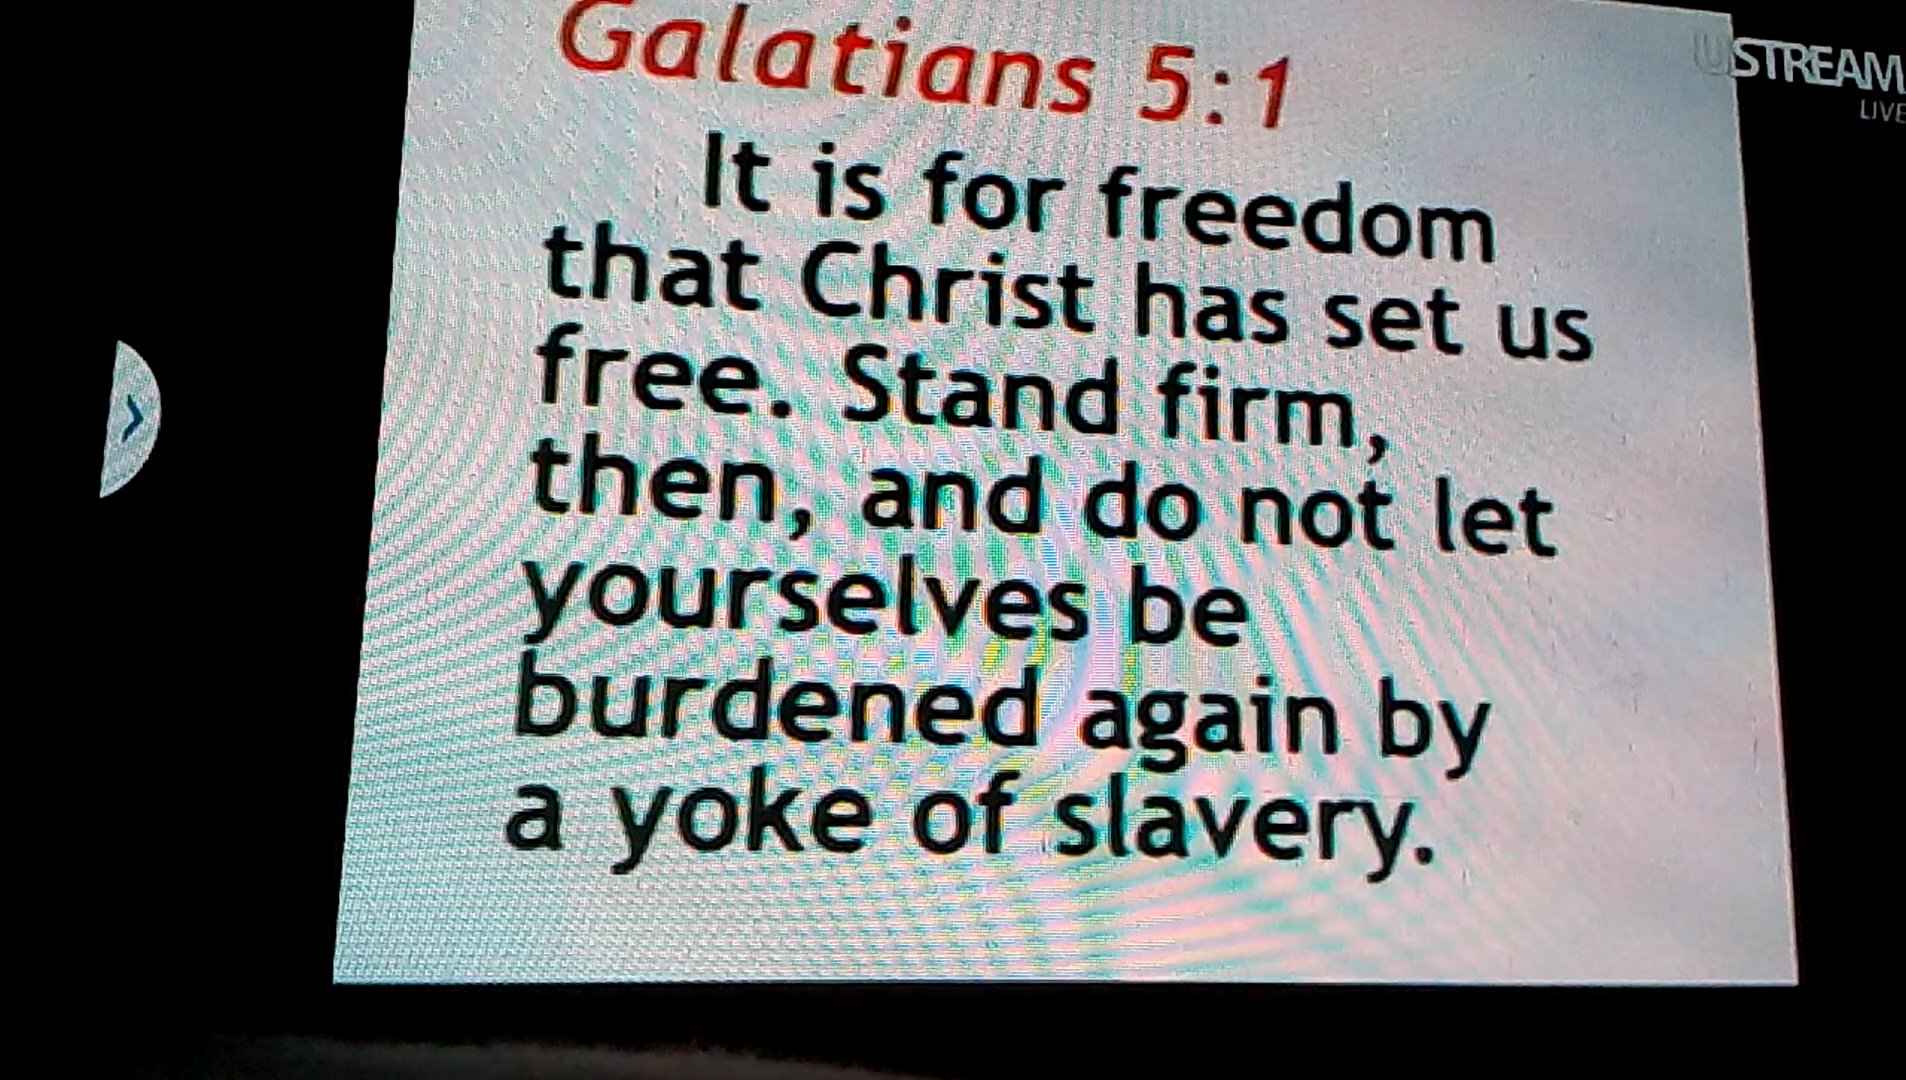 Galatians 5:1
It is for freedom
that Christ has set us
free. Stand firm,
then, and do not let
yourselves be
burdened again by
a yoke of slavery.
USTREAM
LIVE